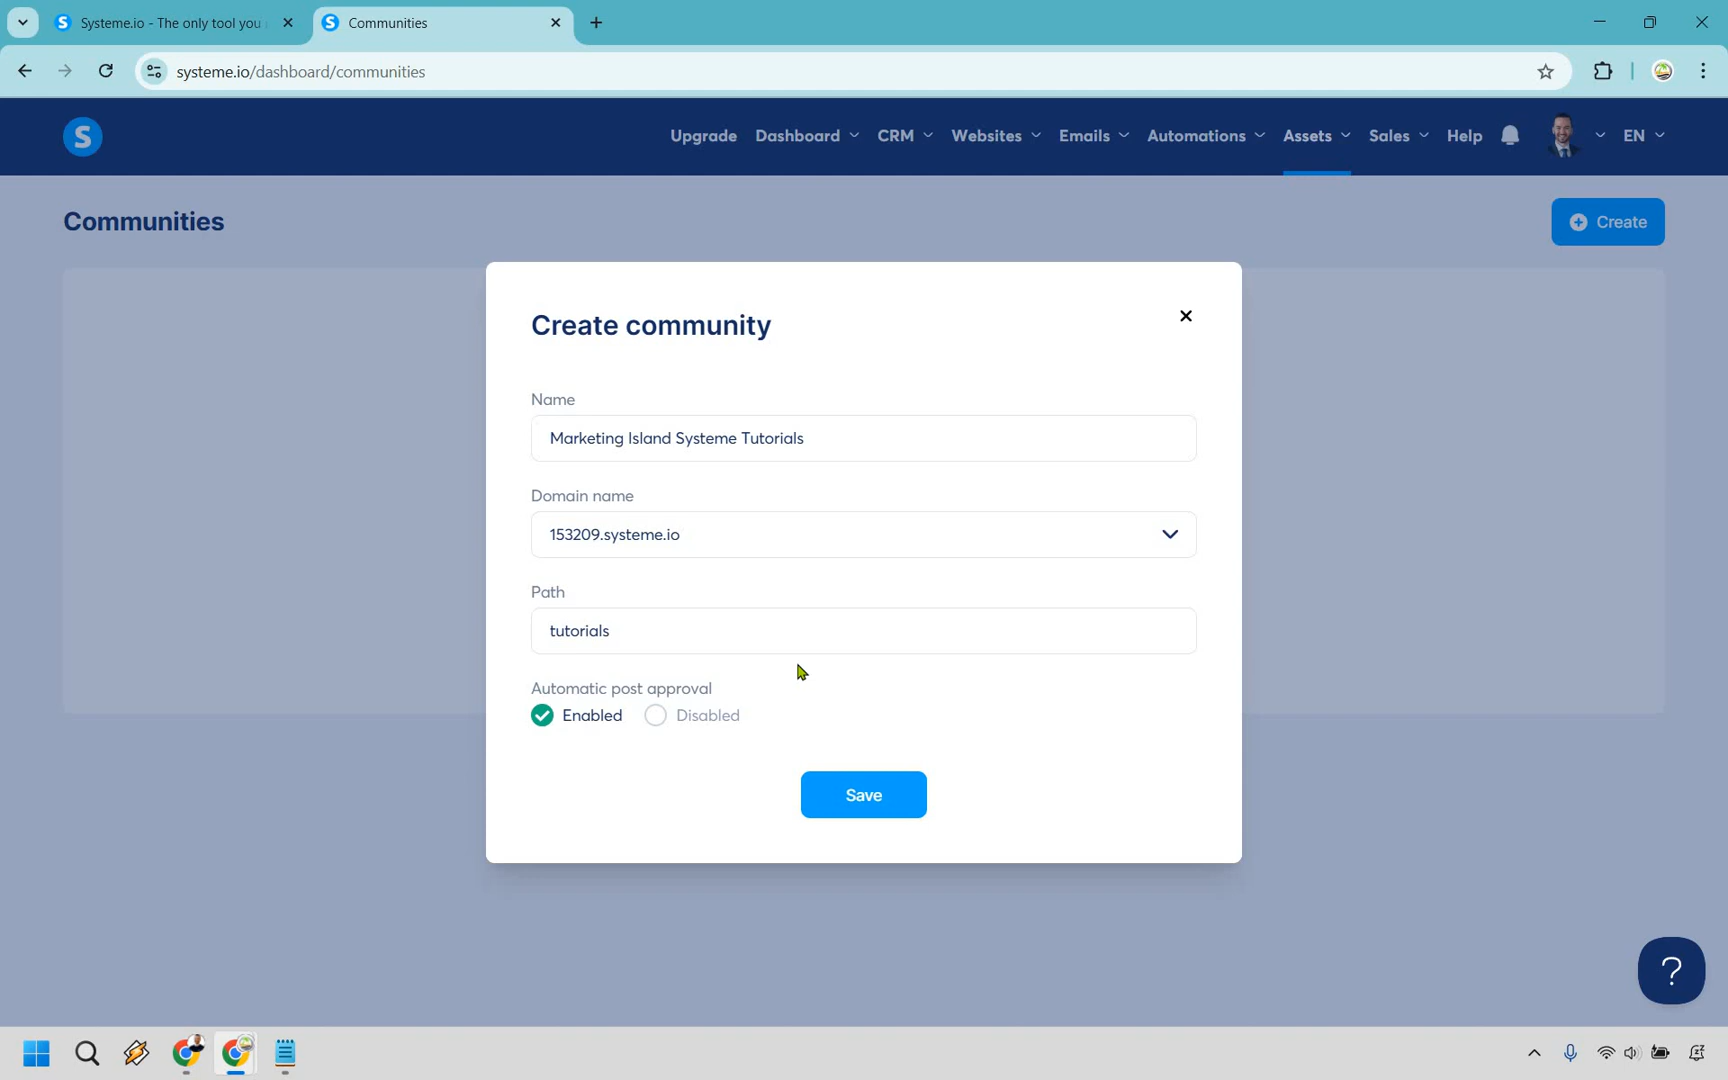 Systeme.io - The only tool you
Communities
systeme.io/dashboard/communities
S
Upgrade Dashboard CRM Websites Emails Automations Assets Sales Help EN
Communities
Create
Create community
Name
Marketing Island Systeme Tutorials
Domain name
153209.systeme.io
Path
tutorials
Automatic post approval
Enabled Disabled
Save
?